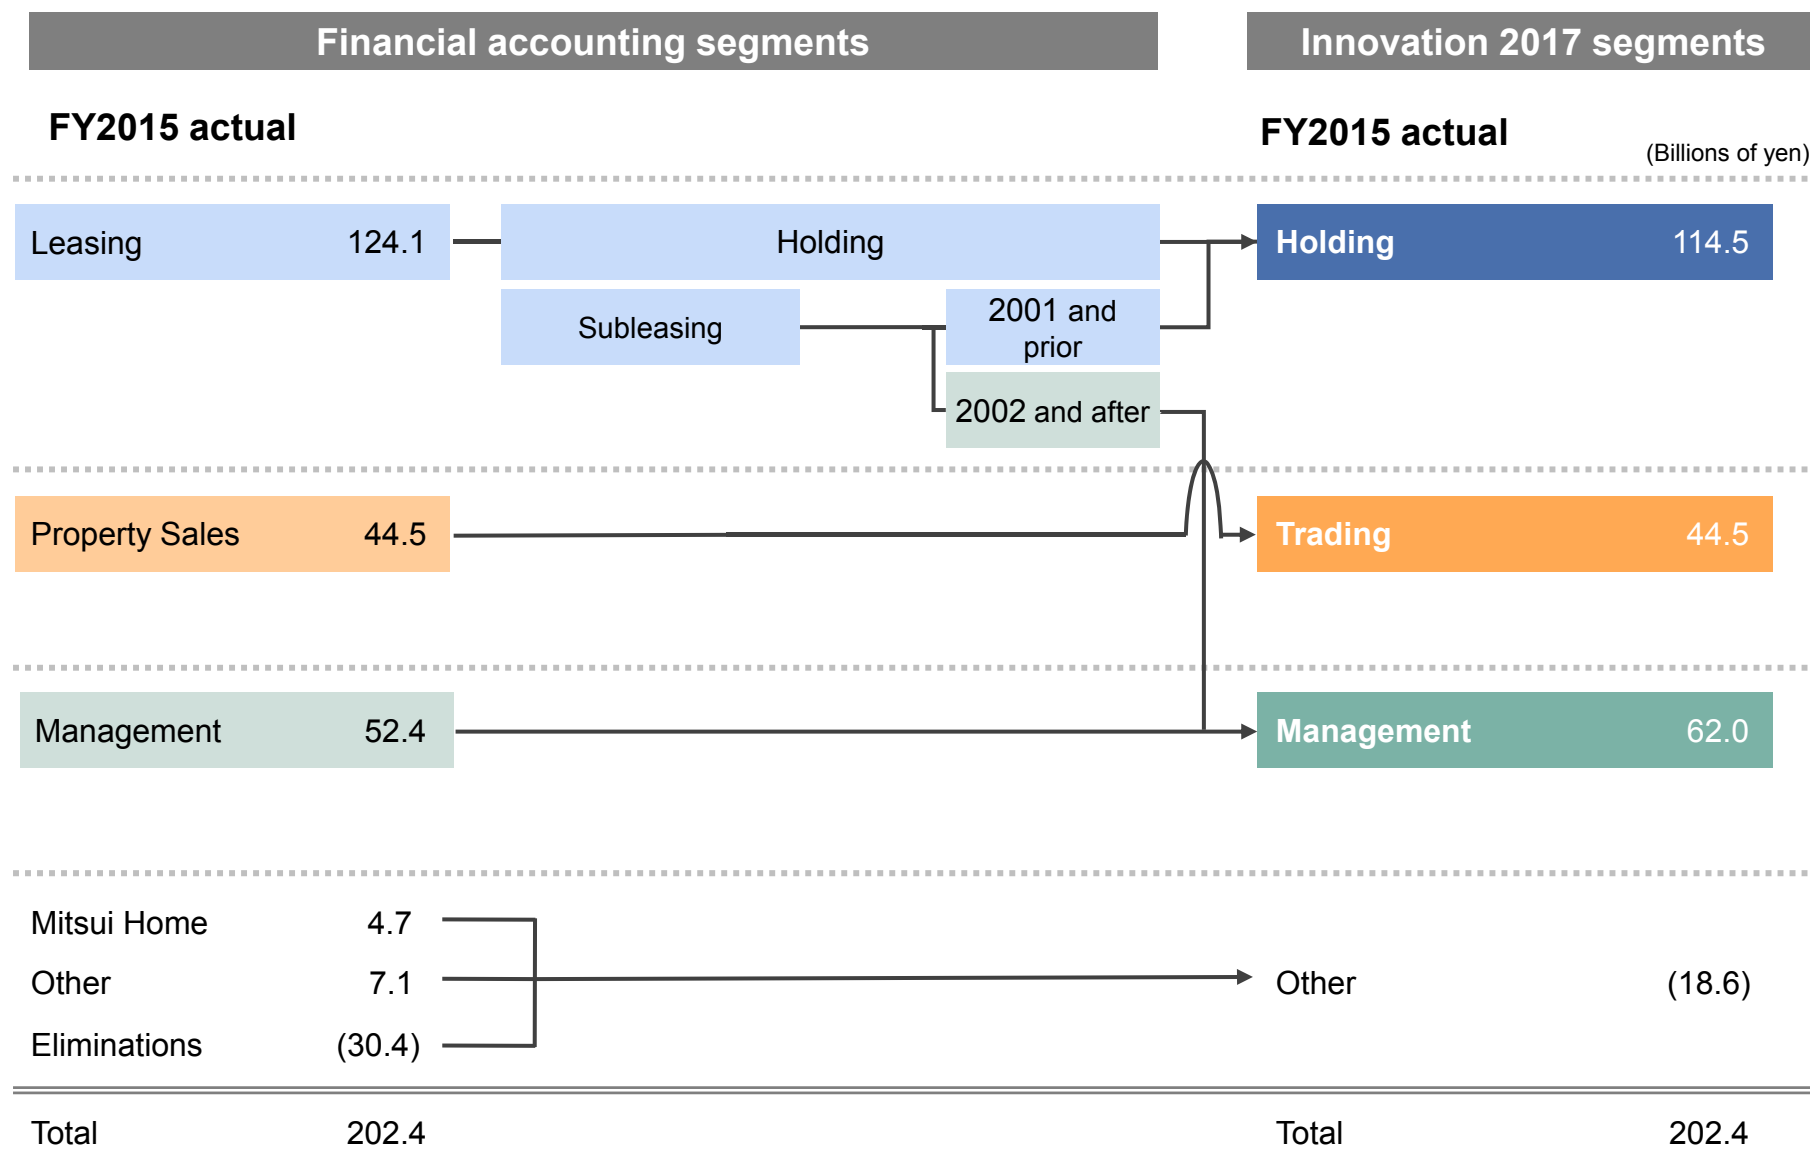 Financial accounting segments
Innovation 2017 segments
FY2015 actual
FY2015 actual
(Billions of yen)
Leasing 124.1
Holding
Holding 114.5
Subleasing
2001 and
prior
2002 and after
Property Sales 44.5
Trading 44.5
Management 52.4
Management 62.0
Mitsui Home 4.7
Other 7.1
Other (18.6)
Eliminations (30.4)
Total 202.4
Total 202.4